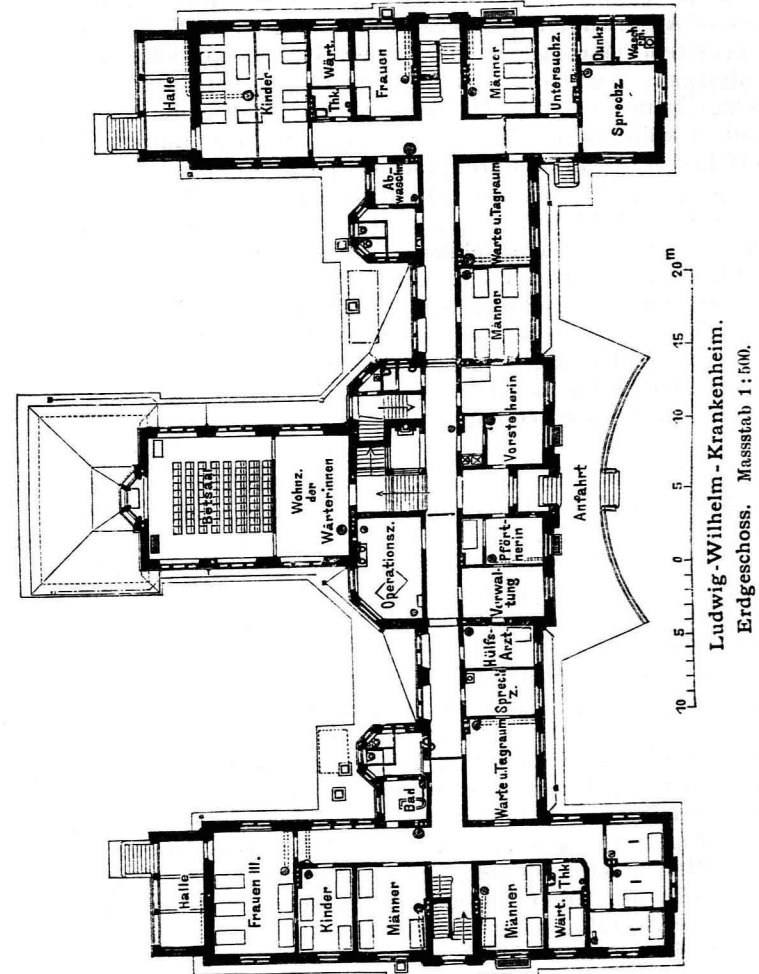 Halle
Kinder
Wärt.
Thk.
Frauen
Männer
Untersuchz.
Dunkz.
Wasch
zm.
Sprechz.
Ab-
wasch
Warte u. Tagraum
Männer
Vorsteherin
Betsaal
Wohnz.
der
Wärterinnen
Operationsz.
Pfört-
nerin
Verwal-
tung
Hülfs-
Arzt
Sprech
z.
Warte u. Tagraum
Bad
Halle
Frauen III.
Kinder
Männer
Männer
Wärt.
Thk.
Anfahrt
10 5 0 5 10 15 20 m
Ludwig-Wilhelm-Krankenheim.
Erdgeschoss. Massstab 1:500.